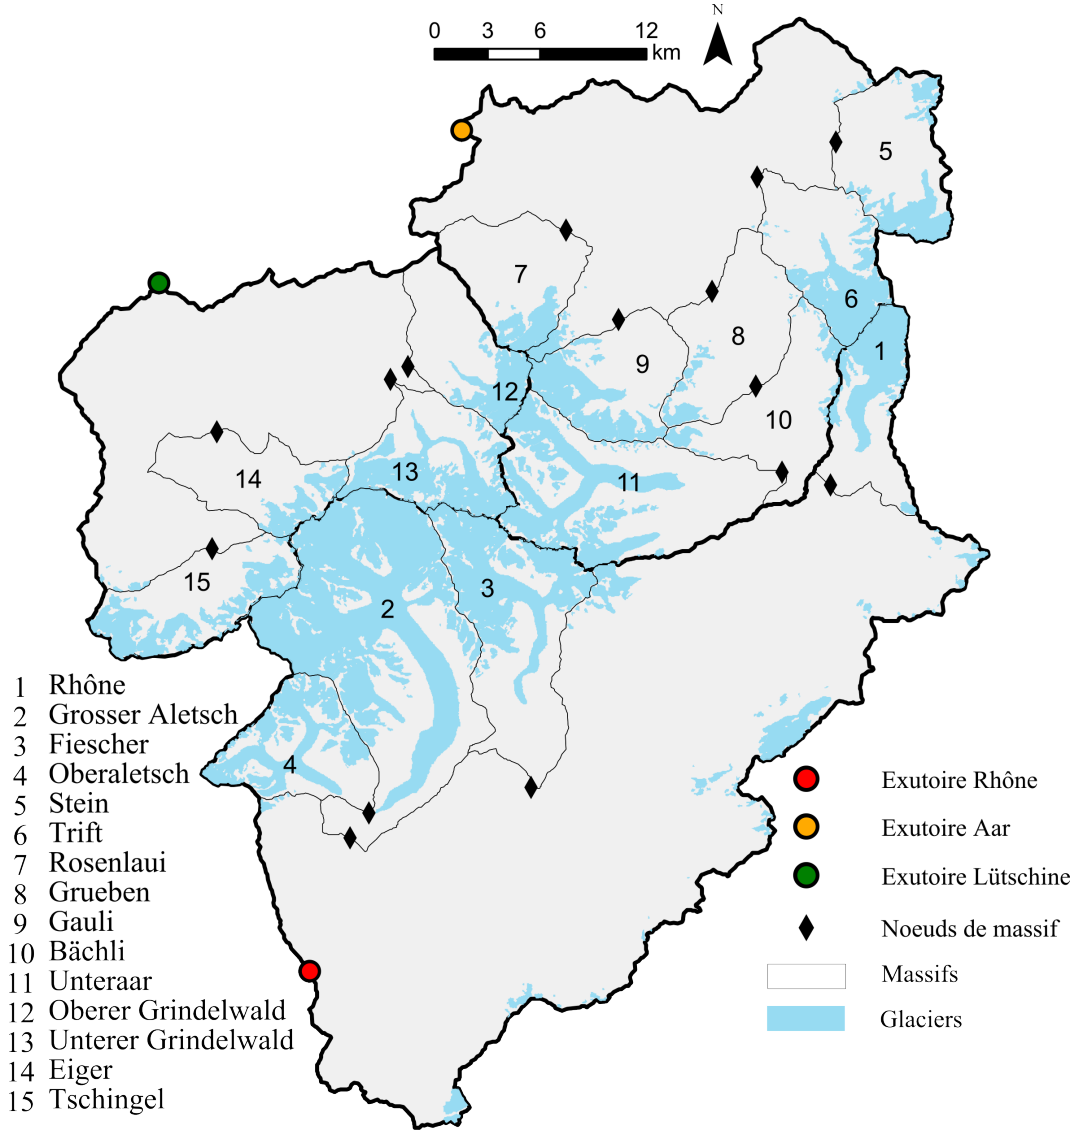 N
0 3 6 12
km
5
7
6
8
1
9
12
10
13
14
11
15
3
2
4
1 Rhône
2 Grosser Aletsch
3 Fiescher
4 Oberaletsch
5 Stein
6 Trift
7 Rosenlaui
8 Grueben
9 Gauli
10 Bächli
11 Unteraar
12 Oberer Grindelwald
13 Unterer Grindelwald
14 Eiger
15 Tschingel
Exutoire Rhône
Exutoire Aar
Exutoire Lütschine
Noeuds de massif
Massifs
Glaciers